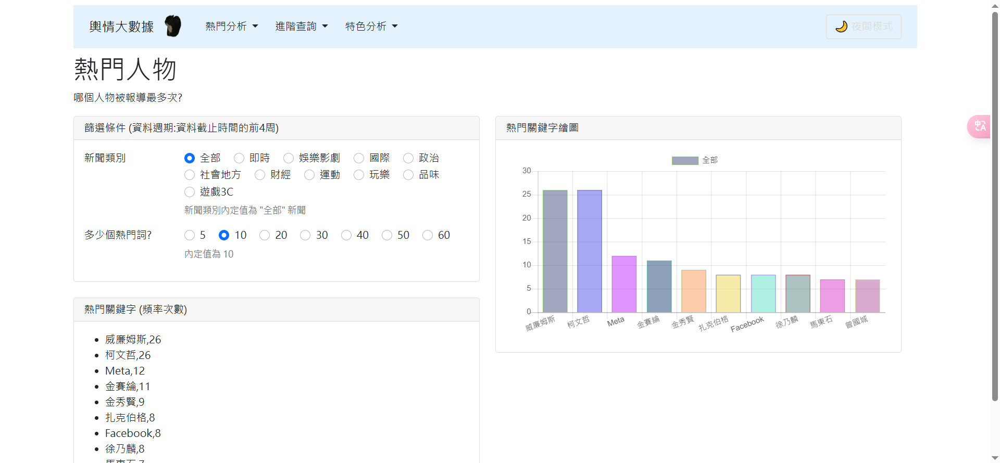 輿情大數據
熱門分析
進階查詢
特色分析
夜間模式
熱門人物
哪個人物被報導最多次?
篩選條件 (資料週期:資料截止時間的前4周)
新聞類別
全部 即時 娛樂影劇 國際 政治
社會地方 財經 運動 玩樂 品味
遊戲3C
新聞類別內定值為 "全部" 新聞
多少個熱門詞?
5 10 20 30 40 50 60
內定值為 10
熱門關鍵字 (頻率次數)
威廉姆斯,26
柯文哲,26
Meta,12
金賽綸,11
金秀賢,9
扎克伯格,8
Facebook,8
徐乃麟,8
馬東石,7
熱門關鍵字繪圖
全部
30
25
20
15
10
5
0
威廉姆斯 柯文哲 Meta 金賽綸 金秀賢 扎克伯格 Facebook 徐乃麟 馬東石 曾國城
中A